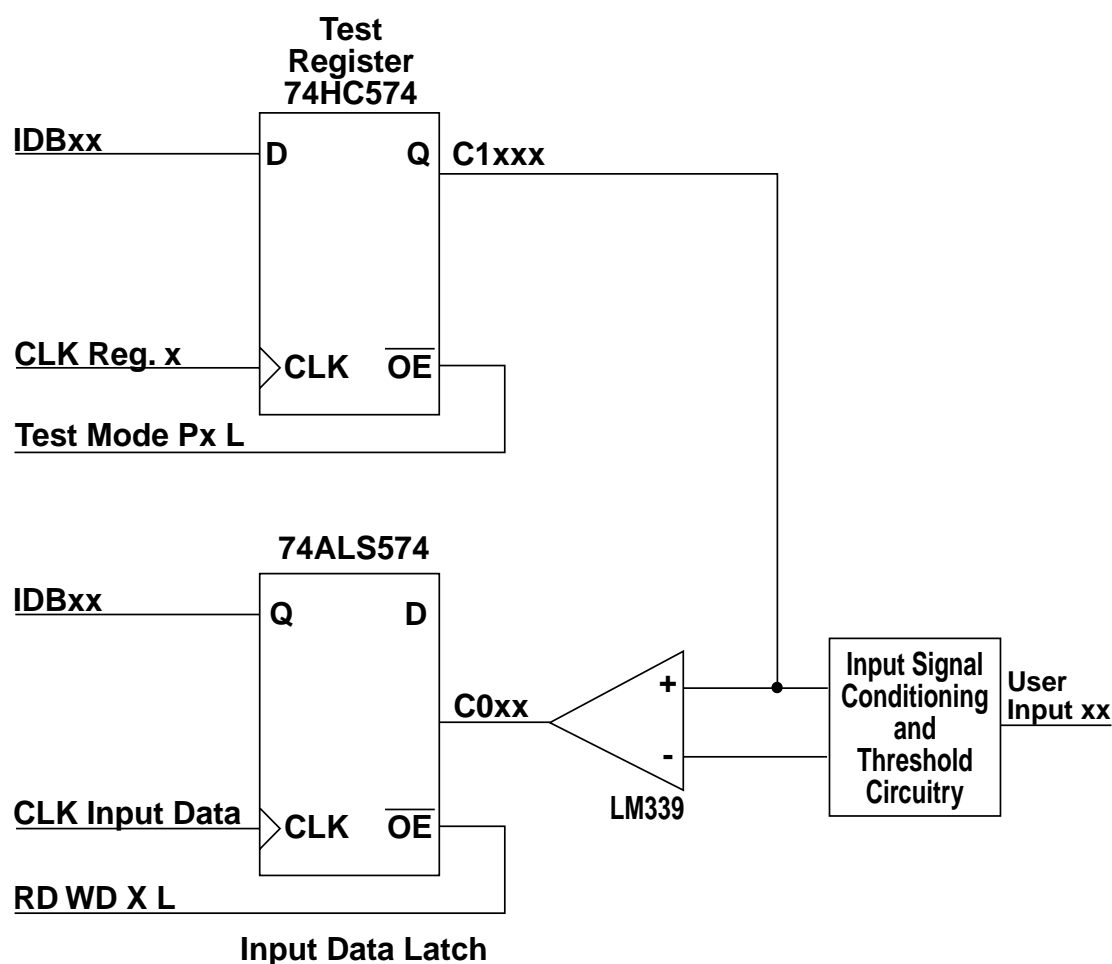 Test
Register
74HC574
IDBxx
D
Q
C1xxx
CLK Reg. x
CLK
OE
Test Mode Px L
74ALS574
IDBxx
Q
D
C0xx
+
-
LM339
Input Signal
Conditioning
and
Threshold
Circuitry
User
Input xx
CLK Input Data
CLK
OE
RD WD X L
Input Data Latch